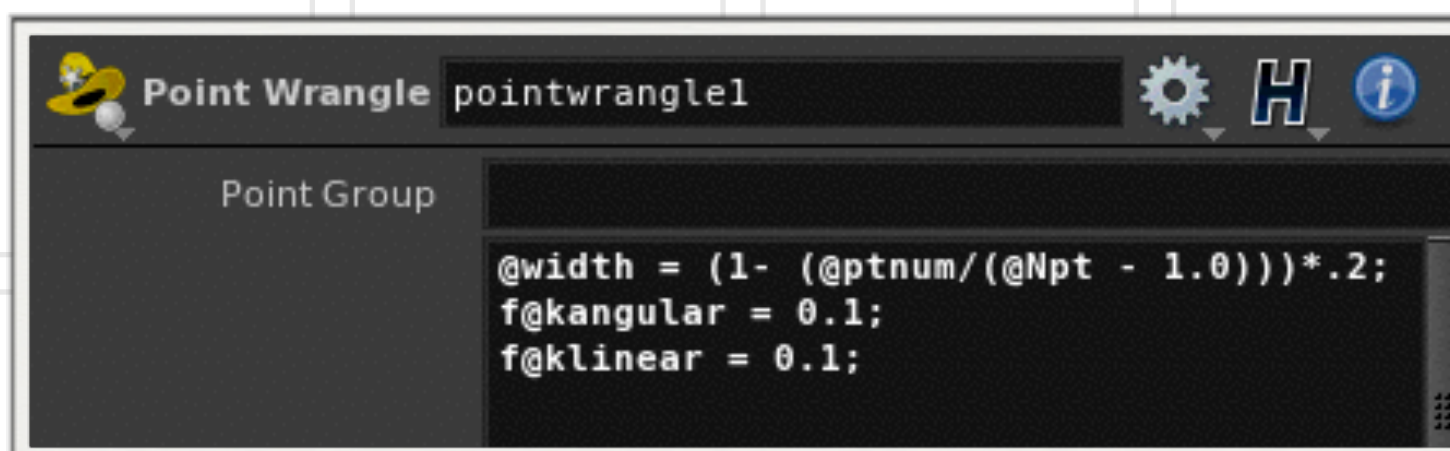 Point Wrangle pointwrangle1
Point Group
@width = (1- (@ptnum/(@Npt - 1.0)))*.2;
f@kangular = 0.1;
f@klinear = 0.1;